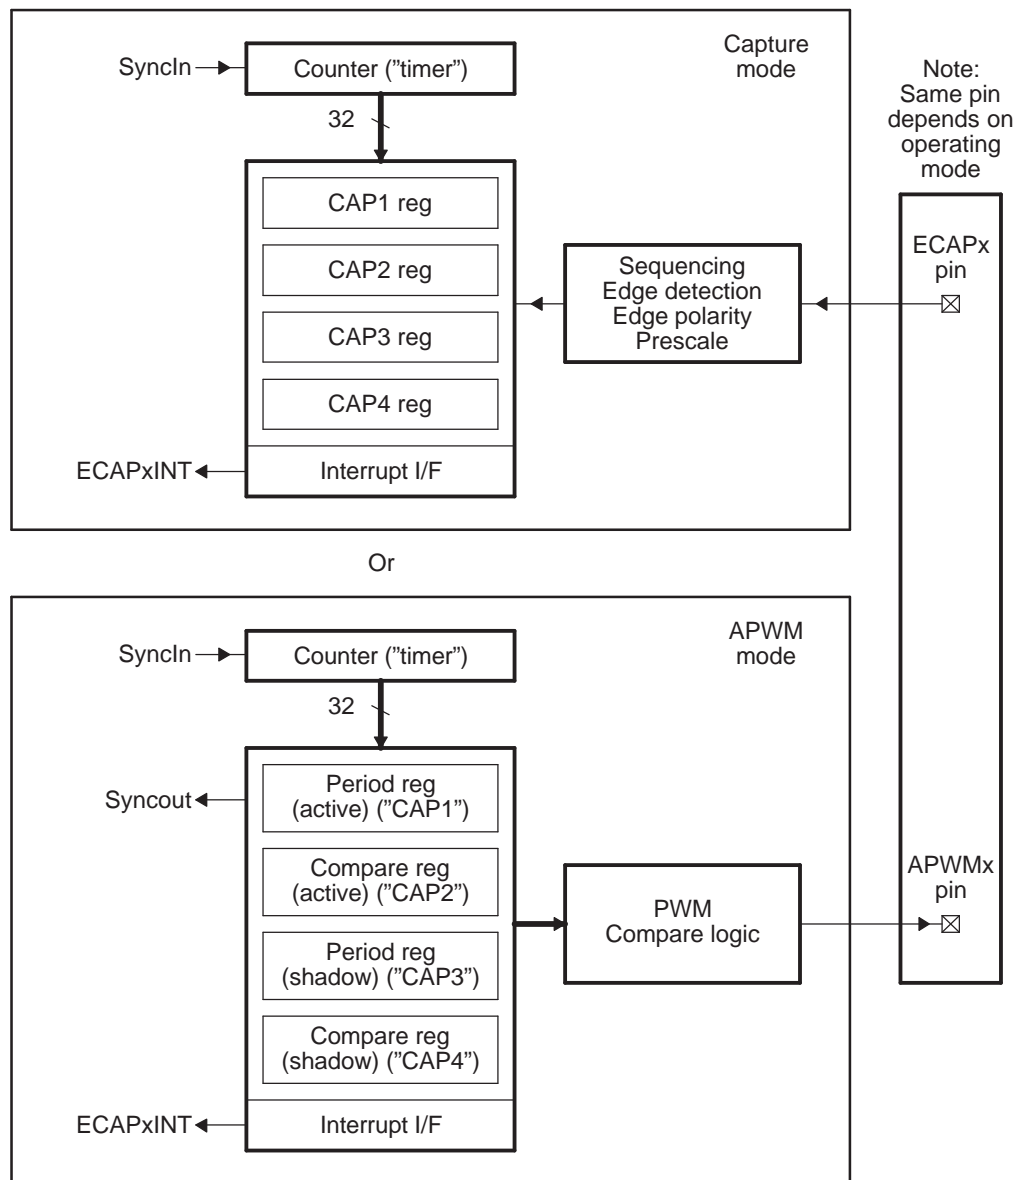 Capture
mode
SyncIn
Counter (”timer”)
32
CAP1 reg
CAP2 reg
CAP3 reg
CAP4 reg
Interrupt I/F
ECAPxINT
Sequencing
Edge detection
Edge polarity
Prescale
Note:
Same pin
depends on
operating
mode
ECAPx
pin
Or
APWM
mode
SyncIn
Counter (”timer”)
32
Syncout
Period reg
(active) (”CAP1”)
Compare reg
(active) (”CAP2”)
Period reg
(shadow) (”CAP3”)
Compare reg
(shadow) (”CAP4”)
Interrupt I/F
ECAPxINT
PWM
Compare logic
APWMx
pin